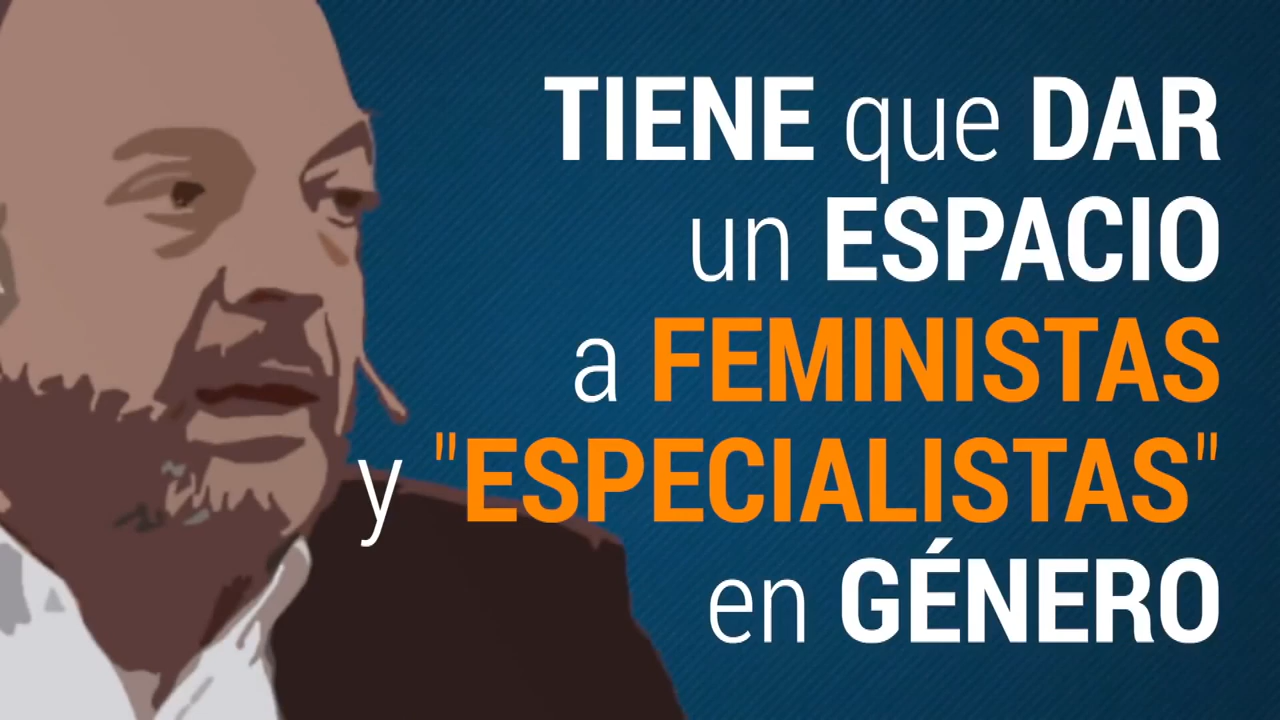 TIENE que DAR
un ESPACIO
a FEMINISTAS
y "ESPECIALISTAS"
en GÉNERO